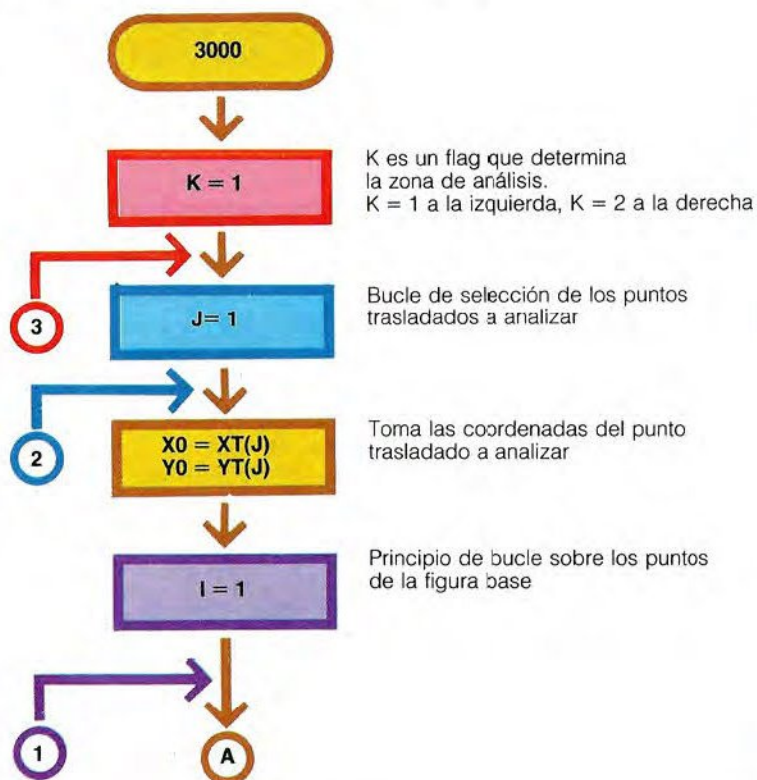 3000
K = 1
K es un flag que determina
la zona de análisis.
K = 1 a la izquierda, K = 2 a la derecha
3
J= 1
Bucle de selección de los puntos
trasladados a analizar
2
X0 = XT(J)
Y0 = YT(J)
Toma las coordenadas del punto
trasladado a analizar
I = 1
Principio de bucle sobre los puntos
de la figura base
1
A